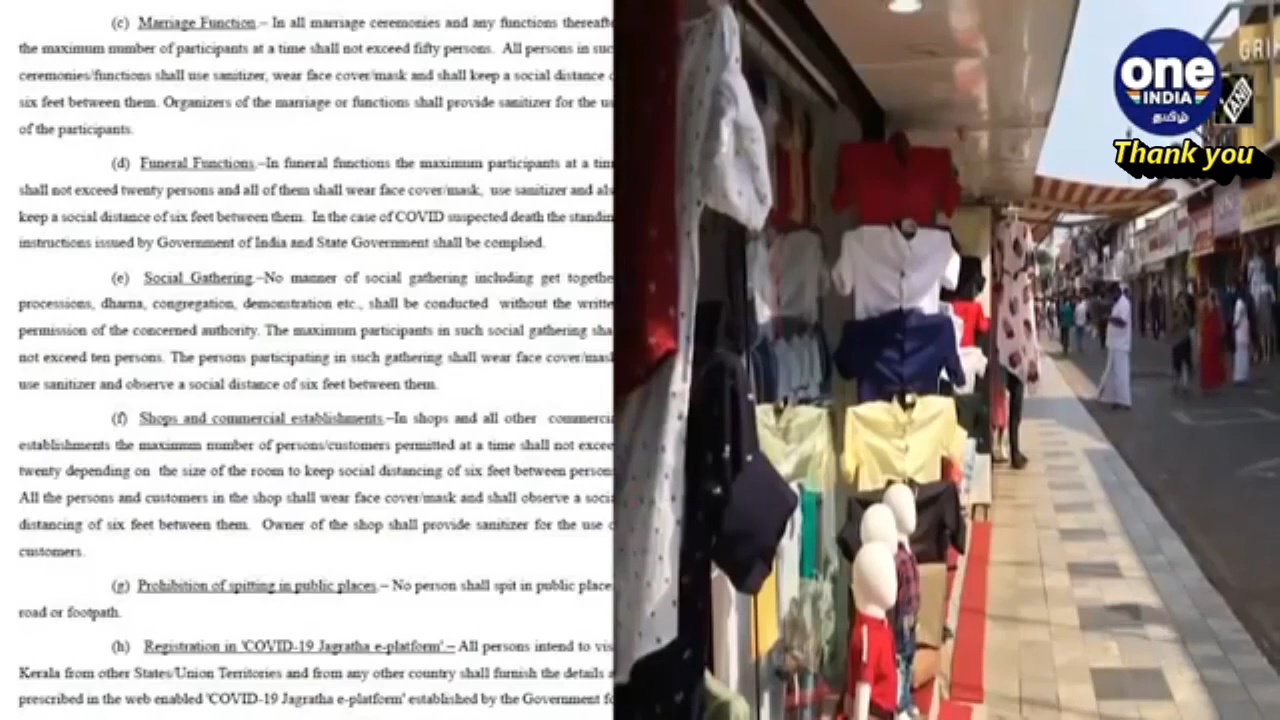 (c) Marriage Function.– In all marriage ceremonies and any functions thereafte
the maximum number of participants at a time shall not exceed fifty persons. All persons in suc
ceremonies/functions shall use sanitizer, wear face cover/mask and shall keep a social distance o
six feet between them. Organizers of the marriage or functions shall provide sanitizer for the us
of the participants.
(d) Funeral Functions.–In funeral functions the maximum participants at a tim
shall not exceed twenty persons and all of them shall wear face cover/mask, use sanitizer and als
keep a social distance of six feet between them. In the case of COVID suspected death the standin
instructions issued by Government of India and State Government shall be complied.
(e) Social Gathering.–No manner of social gathering including get togethe
processions, dharna, congregation, demonstration etc., shall be conducted without the writte
permission of the concerned authority. The maximum participants in such social gathering sha
not exceed ten persons. The persons participating in such gathering shall wear face cover/mask
use sanitizer and observe a social distance of six feet between them.
(f) Shops and commercial establishments.–In shops and all other commercia
establishments the maximum number of persons/customers permitted at a time shall not excee
twenty depending on the size of the room to keep social distancing of six feet between person
All the persons and customers in the shop shall wear face cover/mask and shall observe a socia
distancing of six feet between them. Owner of the shop shall provide sanitizer for the use o
customers.
(g) Prohibition of spitting in public places.– No person shall spit in public place
road or footpath.
(h) Registration in 'COVID-19 Jagratha e-platform'.– All persons intend to vis
Kerala from other States/Union Territories and from any other country shall furnish the details a
prescribed in the web enabled 'COVID-19 Jagratha e-platform' established by the Government fo
one
INDIA
தமிழ்
ANI
Thank you
GRI